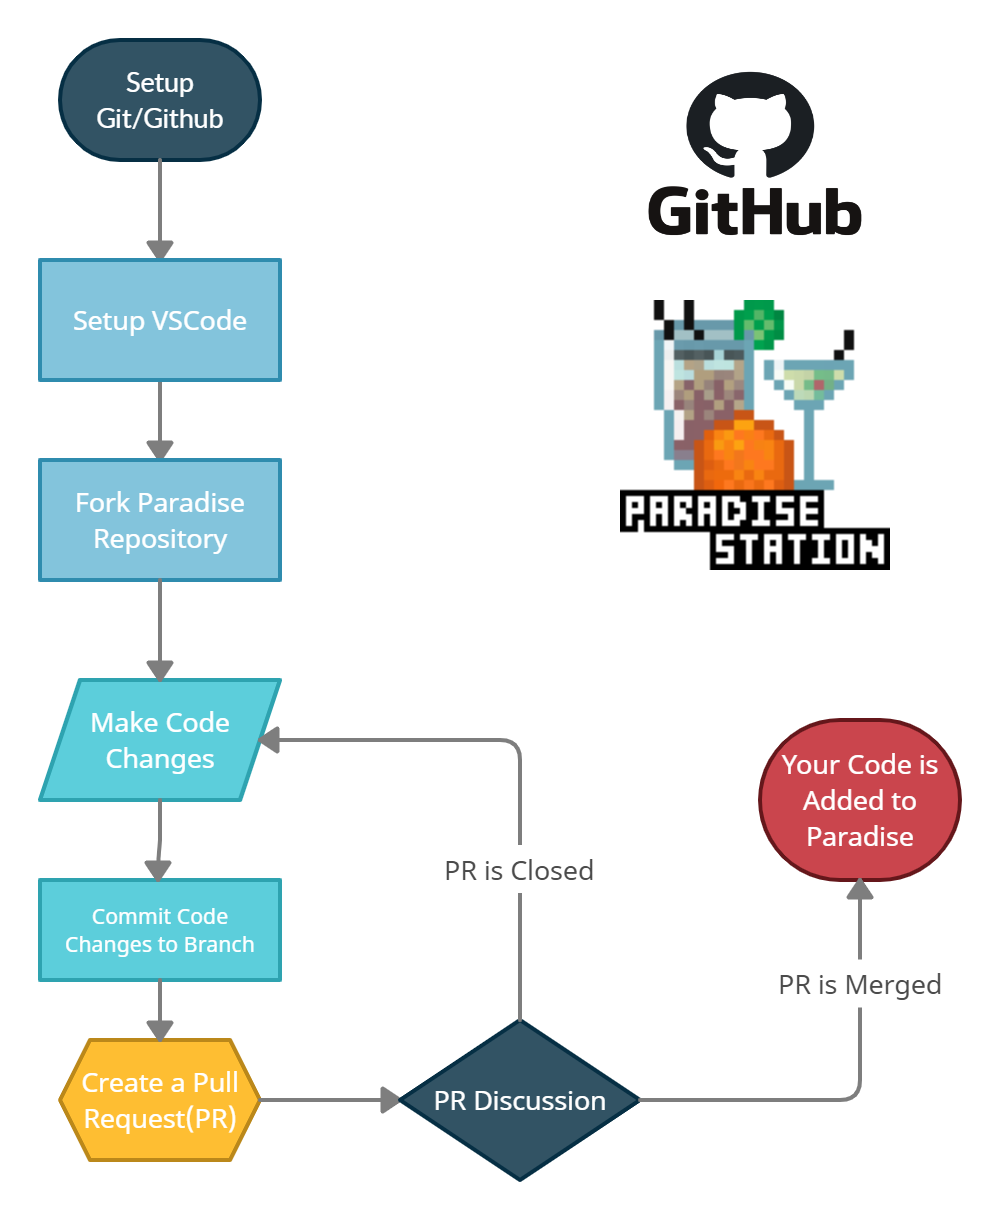 Setup
Git/Github
Setup VSCode
Fork Paradise
Repository
Make Code
Changes
Commit Code
Changes to Branch
Create a Pull
Request(PR)
PR Discussion
PR is Closed
PR is Merged
Your Code is
Added to
Paradise
GitHub
PARADISE
STATION